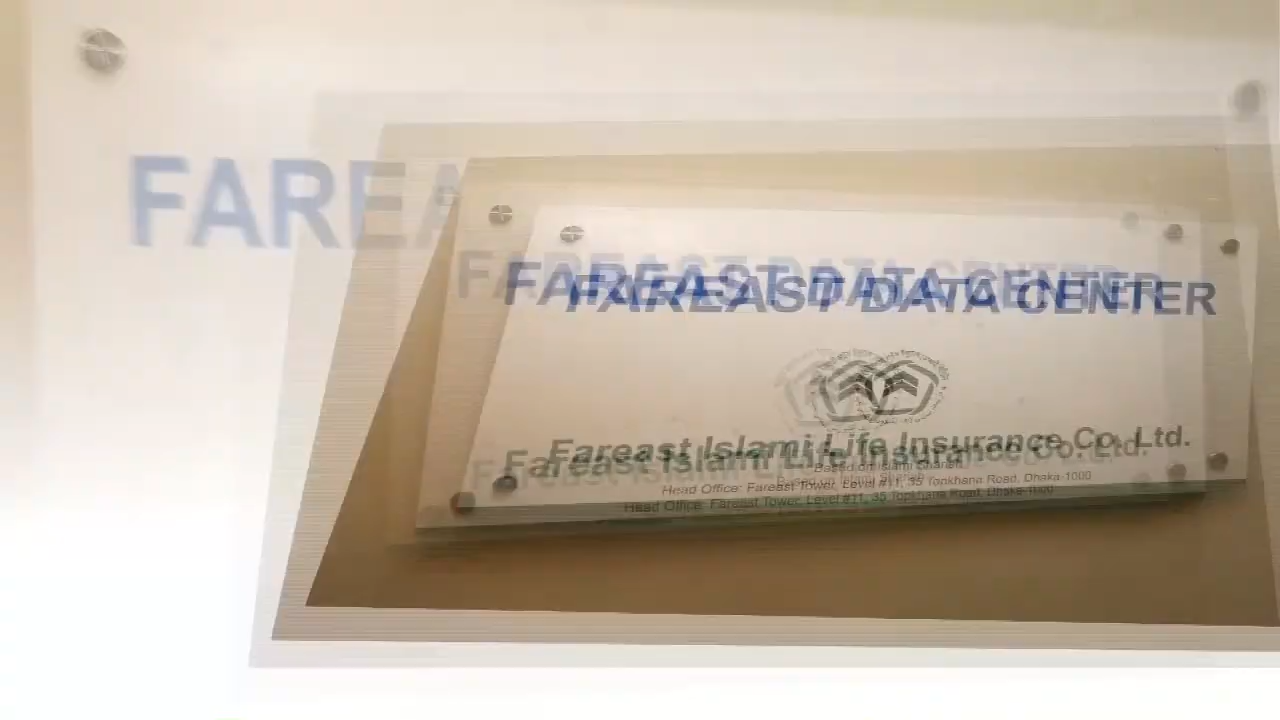 FAREA
FAREAST DATA CENTER
Fareast Islami Life Insurance Co. Ltd.
Based on Islami Shariah
Head Office: Fareast Tower, Level #11, 35 Topkhana Road, Dhaka-1000